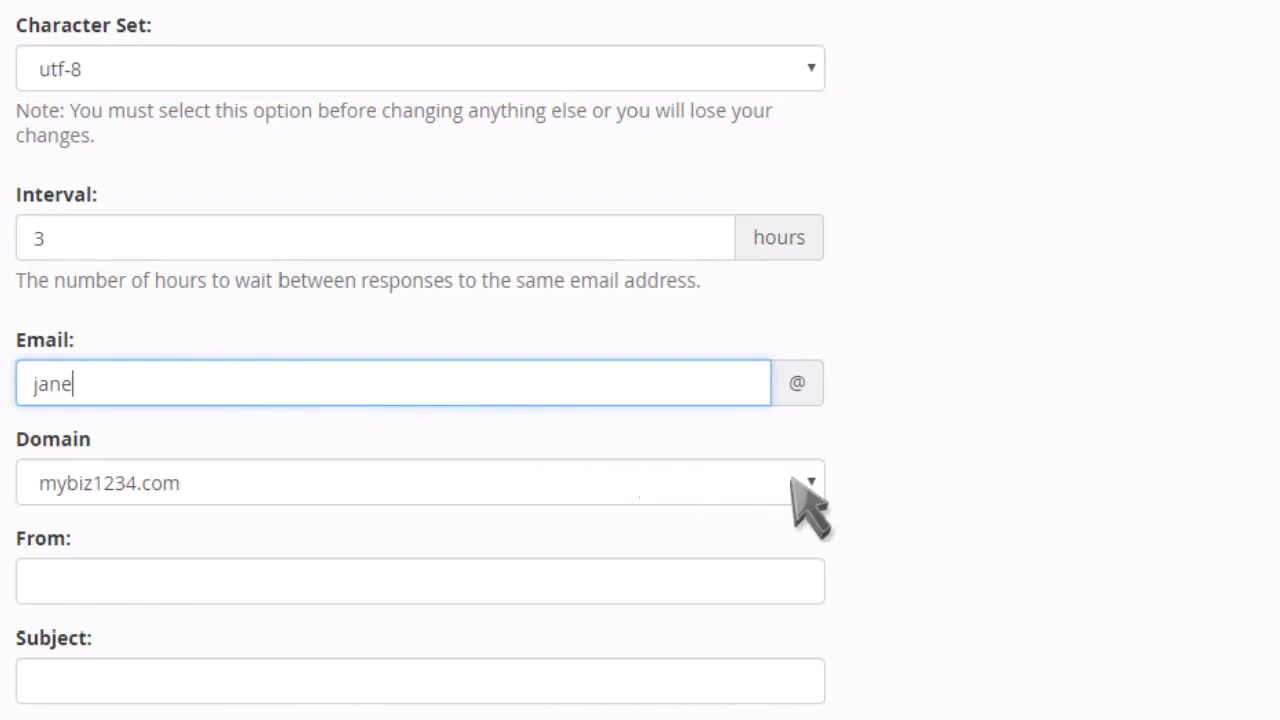 Character Set:
utf-8
Note: You must select this option before changing anything else or you will lose your
changes.
Interval:
3
hours
The number of hours to wait between responses to the same email address.
Email:
jane
@
Domain
mybiz1234.com
From:
Subject: